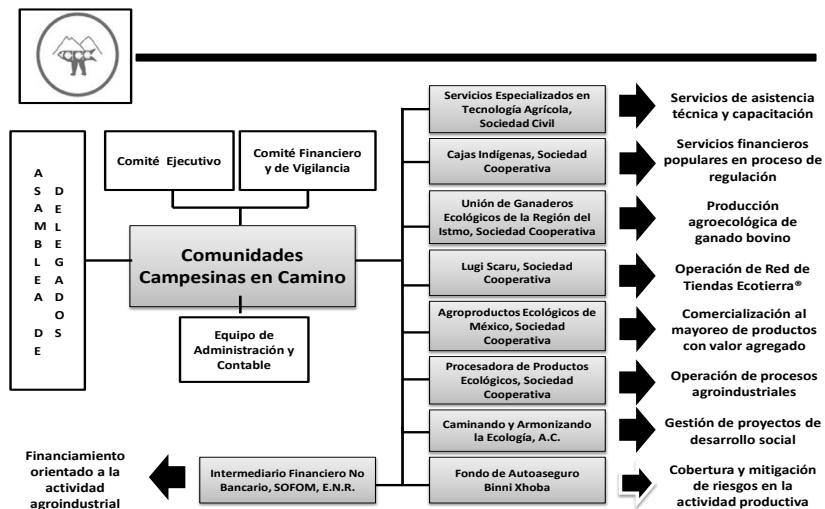 ASAMBLEA DE
DELEGADOS
Comité Ejecutivo
Comité Financiero
y de Vigilancia
Comunidades
Campesinas en Camino
Equipo de
Administración y
Contable
Servicios Especializados en
Tecnología Agrícola,
Sociedad Civil
Servicios de asistencia
técnica y capacitación
Cajas Indígenas, Sociedad
Cooperativa
Servicios financieros
populares en proceso de
regulación
Unión de Ganaderos
Ecológicos de la Región del
Istmo, Sociedad Cooperativa
Producción
agroecológica de
ganado bovino
Lugi Scaru, Sociedad
Cooperativa
Operación de Red de
Tiendas Ecotierra®
Agroproductos Ecológicos de
México, Sociedad
Cooperativa
Comercialización al
mayoreo de productos
con valor agregado
Procesadora de Productos
Ecológicos, Sociedad
Cooperativa
Operación de procesos
agroindustriales
Caminando y Armonizando
la Ecología, A.C.
Gestión de proyectos de
desarrollo social
Financiamiento
orientado a la
actividad
agroindustrial
Intermediario Financiero No
Bancario, SOFOM, E.N.R.
Fondo de Autoaseguro
Binni Xhoba
Cobertura y mitigación
de riesgos en la
actividad productiva